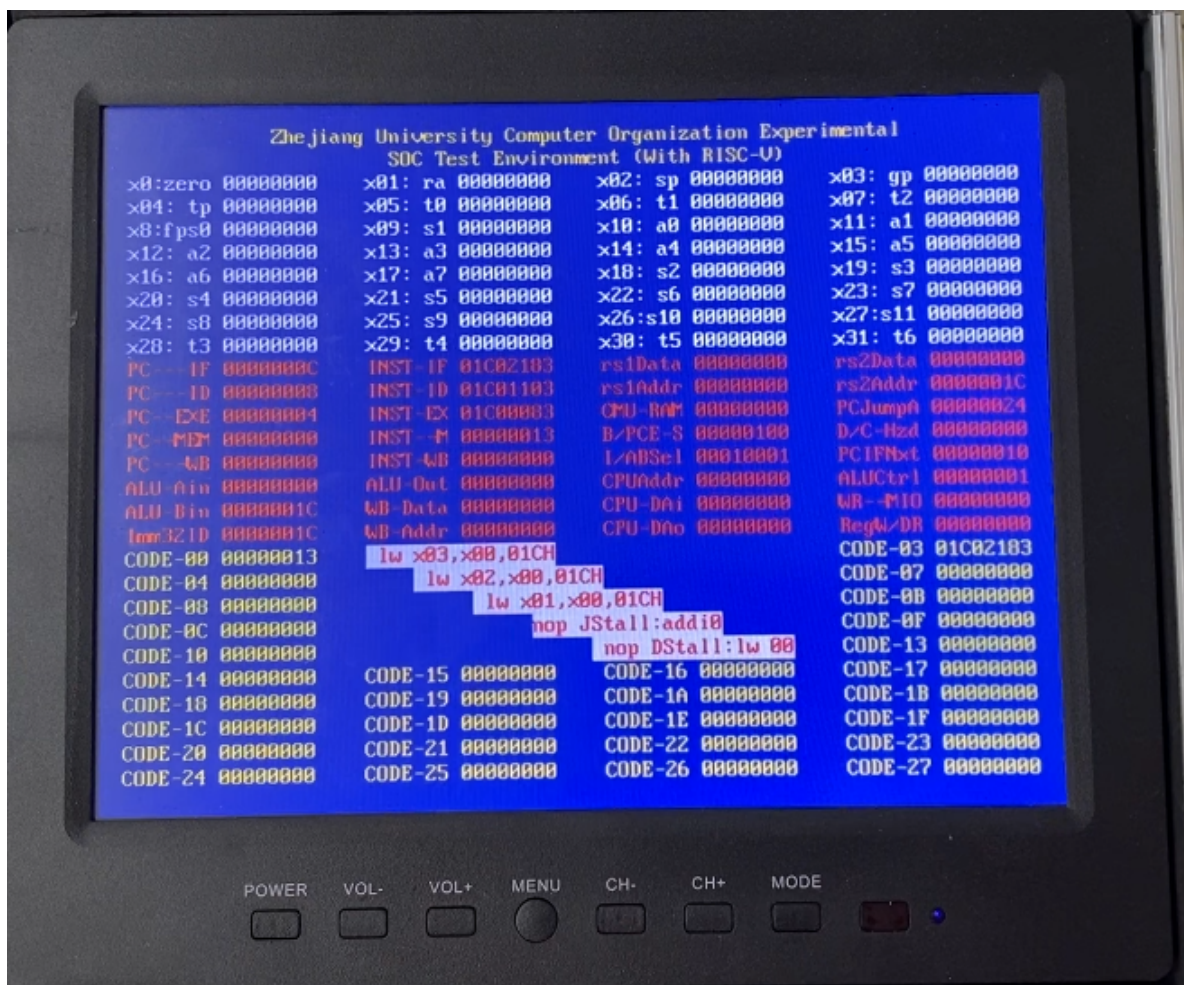 Zhejiang University Computer Organization Experimental
SOC Test Environment (With RISC-V)
x0:zero 00000000 x01: ra 00000000 x02: sp 00000000 x03: gp 00000000
x04: tp 00000000 x05: t0 00000000 x06: t1 00000000 x07: t2 00000000
x8:fps0 00000000 x09: s1 00000000 x10: a0 00000000 x11: a1 00000000
x12: a2 00000000 x13: a3 00000000 x14: a4 00000000 x15: a5 00000000
x16: a6 00000000 x17: a7 00000000 x18: s2 00000000 x19: s3 00000000
x20: s4 00000000 x21: s5 00000000 x22: s6 00000000 x23: s7 00000000
x24: s8 00000000 x25: s9 00000000 x26:s10 00000000 x27:s11 00000000
x28: t3 00000000 x29: t4 00000000 x30: t5 00000000 x31: t6 00000000
PC---IF 0000000C INST-IF 01C02183 rs1Data 00000000 rs2Data 00000000
PC---ID 00000008 INST-ID 01C01103 rs1Addr 00000000 rs2Addr 0000001C
PC--EXE 00000004 INST-EX 01C00083 CMU-RAM 00000000 PCJumpA 00000024
PC--MEM 00000000 INST--M 00000013 B/PCE-S 00000100 D/C-Hzd 00000000
PC---WB 00000000 INST-WB 00000000 I/ABSel 00010001 PCIFNxt 00000010
ALU-Ain 00000000 ALU-Out 00000000 CPUAddr 00000000 ALUCtrl 00000001
ALU-Bin 0000001C WB-Data 00000000 CPU-DAi 00000000 WR--MIO 00000000
Imm32ID 0000001C WB-Addr 00000000 CPU-DAo 00000000 RegW/DR 00000000
CODE-00 00000013 lw x03,x00,01CH CODE-03 01C02183
CODE-04 00000000 lw x02,x00,01CH CODE-07 00000000
CODE-08 00000000 lw x01,x00,01CH CODE-0B 00000000
CODE-0C 00000000 nop JStall:addi0 CODE-0F 00000000
CODE-10 00000000 nop DStall:lw 00 CODE-13 00000000
CODE-14 00000000 CODE-15 00000000 CODE-16 00000000 CODE-17 00000000
CODE-18 00000000 CODE-19 00000000 CODE-1A 00000000 CODE-1B 00000000
CODE-1C 00000000 CODE-1D 00000000 CODE-1E 00000000 CODE-1F 00000000
CODE-20 00000000 CODE-21 00000000 CODE-22 00000000 CODE-23 00000000
CODE-24 00000000 CODE-25 00000000 CODE-26 00000000 CODE-27 00000000
POWER VOL- VOL+ MENU CH- CH+ MODE